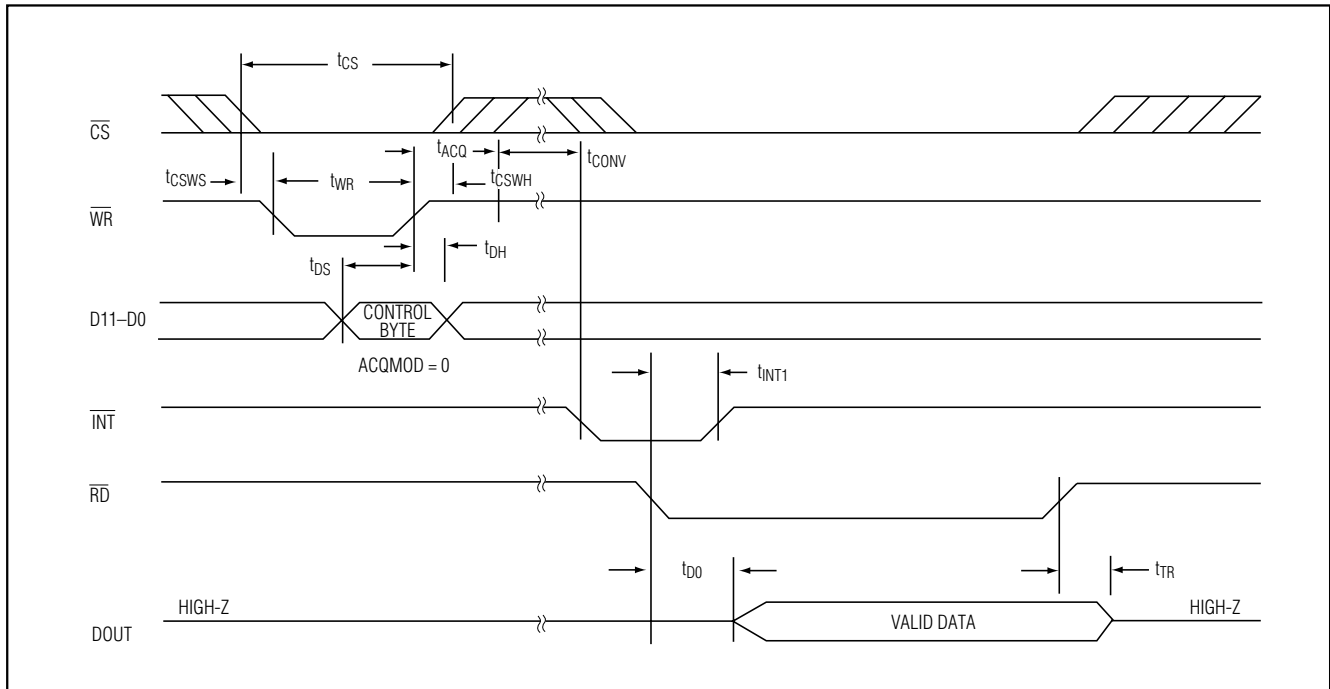 tCS
CS
tACQ
tCONV
tCSWS
tWR
tCSWH
WR
tDS
tDH
D11–D0
CONTROL
BYTE
ACQMOD = 0
tINT1
INT
RD
tD0
tTR
HIGH-Z
VALID DATA
HIGH-Z
DOUT